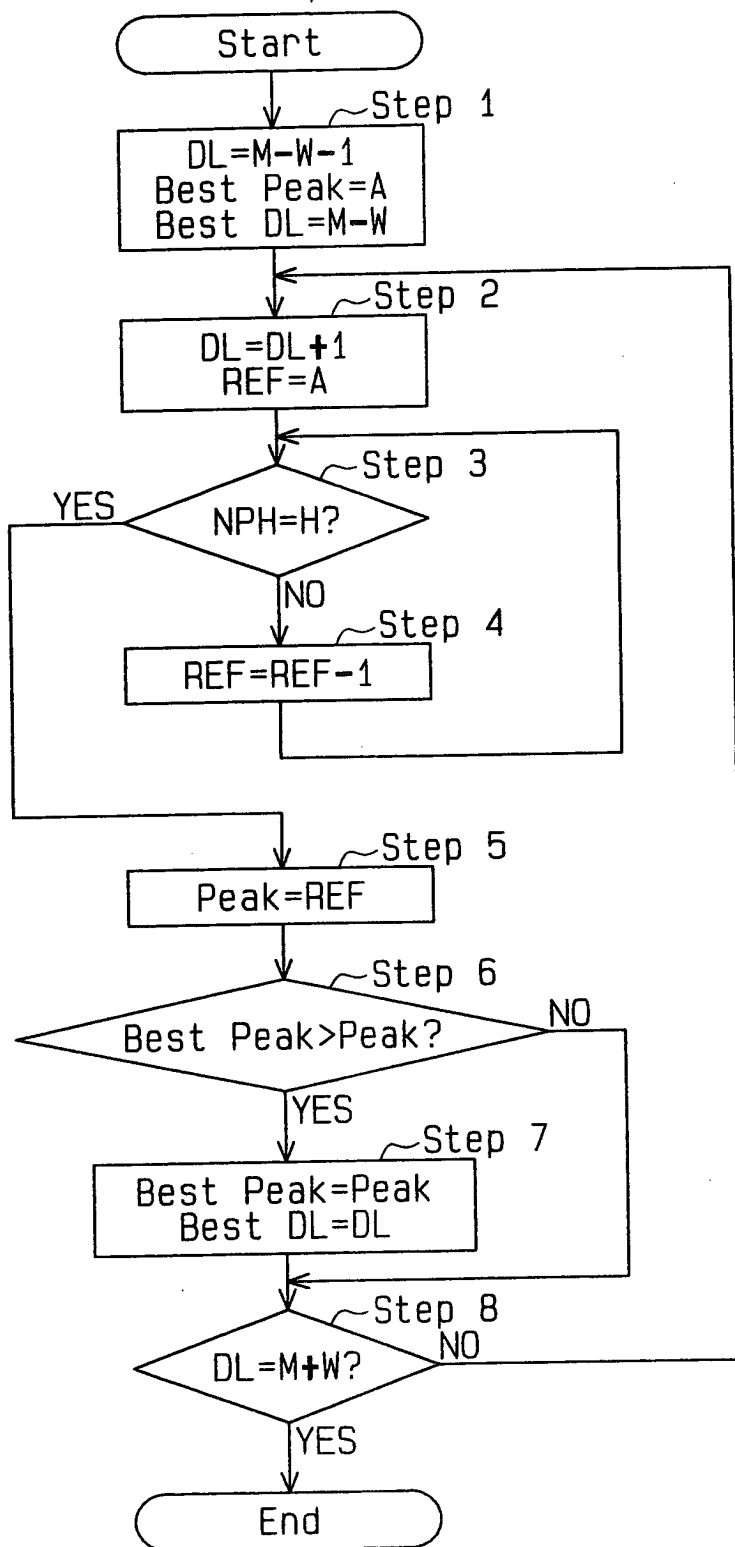 Start
Step 1
DL=M-W-1
Best Peak=A
Best DL=M-W
Step 2
DL=DL+1
REF=A
Step 3
YES
NPH=H?
NO
Step 4
REF=REF-1
Step 5
Peak=REF
Step 6
Best Peak>Peak?
NO
YES
Step 7
Best Peak=Peak
Best DL=DL
Step 8
DL=M+W?
NO
YES
End